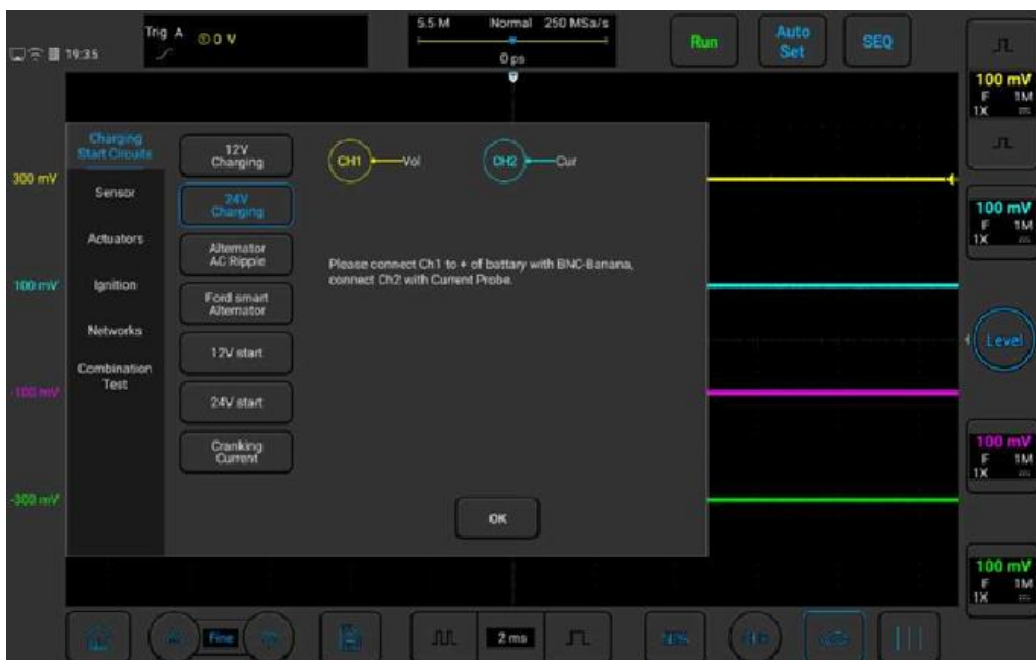 Trig A ①0 V
5.5 M Normal 250 MSa/s
0 ps
Run
Auto
Set
SEQ
19:35
100 mV
F 1M
1X
300 mV
100 mV
-100 mV
-300 mV
Charging
Start Circuits
Sensor
Actuators
Ignition
Networks
Combination
Test
12V
Charging
24V
Charging
Alternator
AC Ripple
Ford smart
Alternator
12V start
24V start
Cranking
Current
CH1 Vol
CH2 Cur
Please connect Ch1 to + of battary with BNC-Banana,
connect Ch2 with Current Probe.
OK
100 mV
F 1M
1X
Level
100 mV
F 1M
1X
100 mV
F 1M
1X
Fine
2 ms